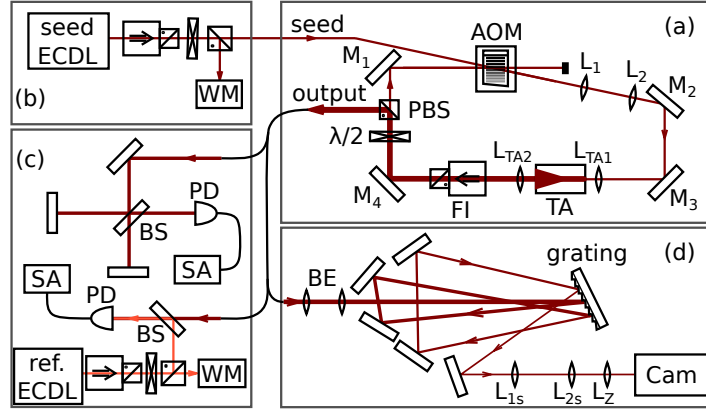 seed
ECDL
WM
(b)
seed
(a)
AOM
M1
L1
L2
M2
output
PBS
λ/2
LTA2
LTA1
M4
FI
TA
M3
(c)
PD
BS
SA
SA
PD
BS
ref.
ECDL
WM
(d)
grating
BE
L1s
L2s
LZ
Cam